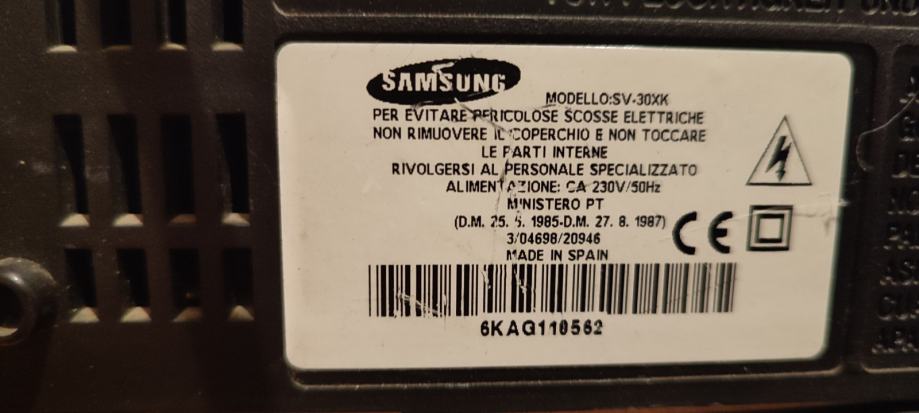 SAMSUNG
MODELLO:SV-30XK
PER EVITARE PERICOLOSE SCOSSE ELETTRICHE
NON RIMUOVERE IL COPERCHIO E NON TOCCARE
LE PARTI INTERNE
RIVOLGERSI AL PERSONALE SPECIALIZZATO
ALIMENTAZIONE: CA 230V/50Hz
MINISTERO PT
(D.M. 25. 6. 1985-D.M. 27. 8. 1987)
3/04698/20946
MADE IN SPAIN
CE
6KAG110562